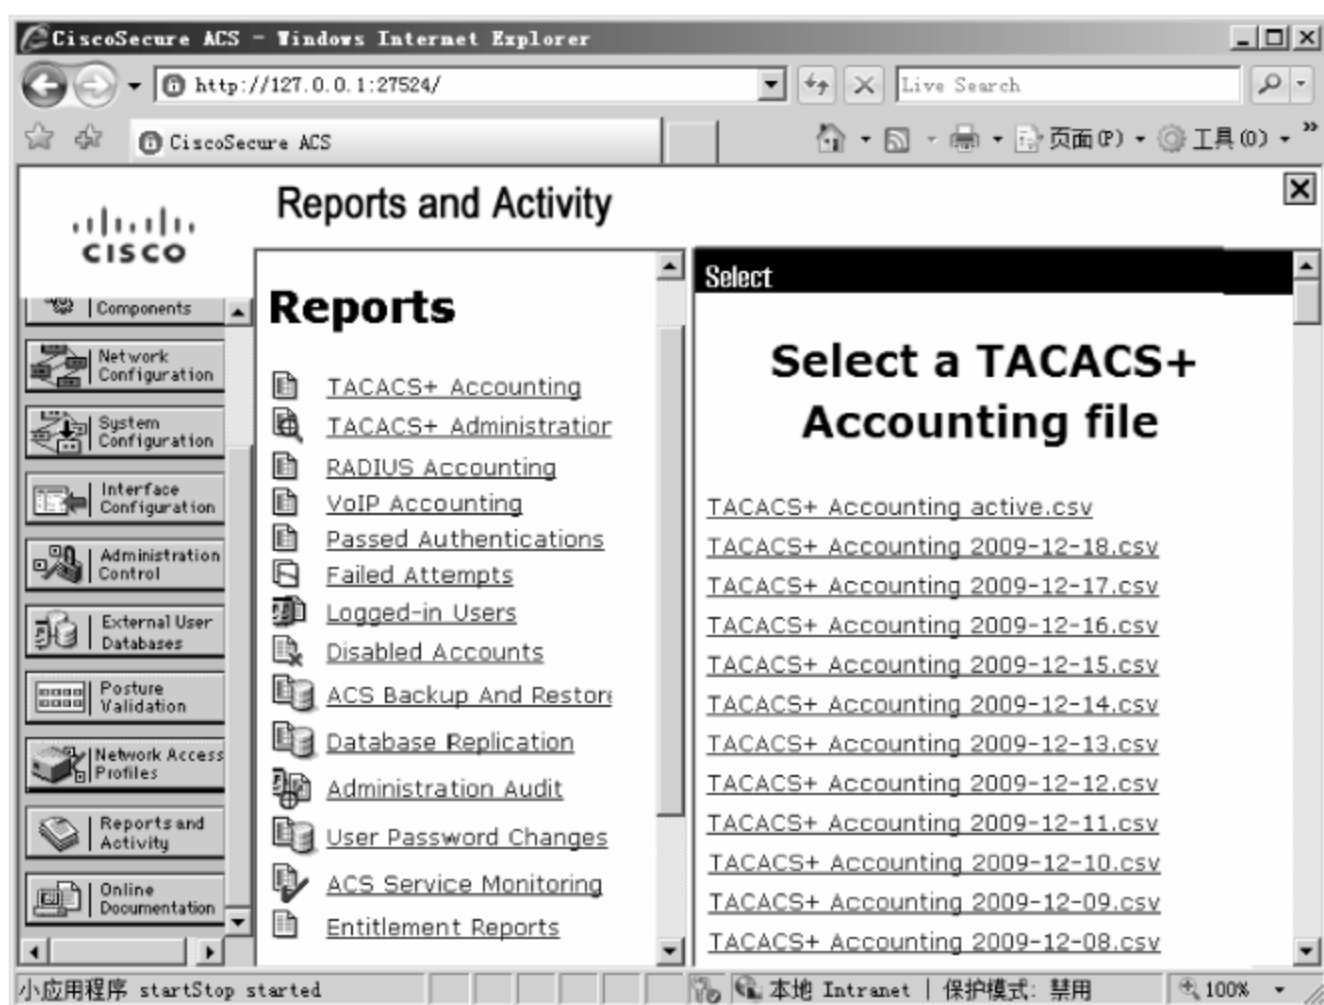 CiscoSecure ACS - Windows Internet Explorer
http://127.0.0.1:27524/
Live Search
CiscoSecure ACS
页面(P)
工具(O)
»
CISCO
Reports and Activity
Components
Network
Configuration
System
Configuration
Interface
Configuration
Administration
Control
External User
Databases
Posture
Validation
Network Access
Profiles
Reports and
Activity
Online
Documentation
Reports
TACACS+ Accounting
TACACS+ Administration
RADIUS Accounting
VoIP Accounting
Passed Authentications
Failed Attempts
Logged-in Users
Disabled Accounts
ACS Backup And Restore
Database Replication
Administration Audit
User Password Changes
ACS Service Monitoring
Entitlement Reports
Select
Select a TACACS+
Accounting file
TACACS+ Accounting active.csv
TACACS+ Accounting 2009-12-18.csv
TACACS+ Accounting 2009-12-17.csv
TACACS+ Accounting 2009-12-16.csv
TACACS+ Accounting 2009-12-15.csv
TACACS+ Accounting 2009-12-14.csv
TACACS+ Accounting 2009-12-13.csv
TACACS+ Accounting 2009-12-12.csv
TACACS+ Accounting 2009-12-11.csv
TACACS+ Accounting 2009-12-10.csv
TACACS+ Accounting 2009-12-09.csv
TACACS+ Accounting 2009-12-08.csv
小应用程序 startStop started
本地 Intranet | 保护模式: 禁用
100%